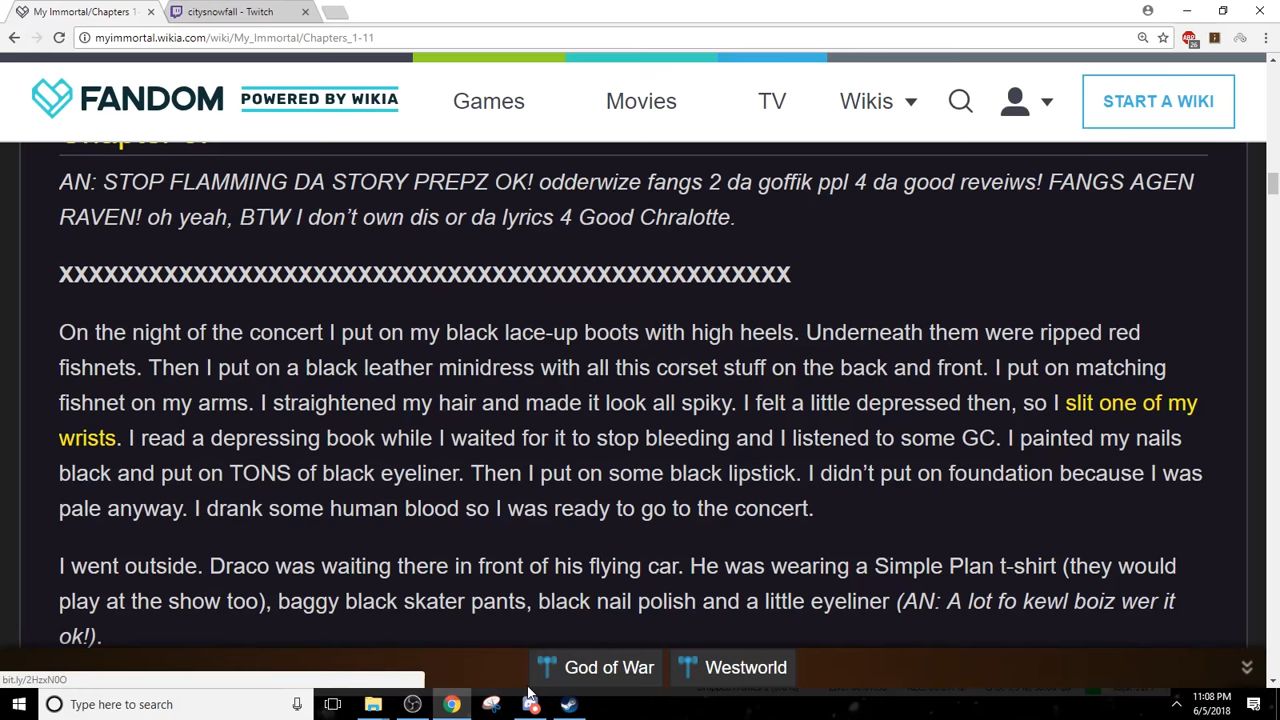 My Immortal/Chapters 1-
citysnowfall - Twitch
myimmortal.wikia.com/wiki/My_Immortal/Chapters_1-11
26
FANDOM
POWERED BY WIKIA
Games
Movies
TV
Wikis
START A WIKI
AN: STOP FLAMMING DA STORY PREPZ OK! odderwize fangs 2 da goffik ppl 4 da good reveiws! FANGS AGEN
RAVEN! oh yeah, BTW I don’t own dis or da lyrics 4 Good Chralotte.
XXXXXXXXXXXXXXXXXXXXXXXXXXXXXXXXXXXXXXXXXXXXXXXXX
On the night of the concert I put on my black lace-up boots with high heels. Underneath them were ripped red
fishnets. Then I put on a black leather minidress with all this corset stuff on the back and front. I put on matching
fishnet on my arms. I straightened my hair and made it look all spiky. I felt a little depressed then, so I slit one of my
wrists. I read a depressing book while I waited for it to stop bleeding and I listened to some GC. I painted my nails
black and put on TONS of black eyeliner. Then I put on some black lipstick. I didn’t put on foundation because I was
pale anyway. I drank some human blood so I was ready to go to the concert.
I went outside. Draco was waiting there in front of his flying car. He was wearing a Simple Plan t-shirt (they would
play at the show too), baggy black skater pants, black nail polish and a little eyeliner (AN: A lot fo kewl boiz wer it
ok!).
God of War
Westworld
bit.ly/2HzxN0O
Type here to search
11:08 PM
6/5/2018